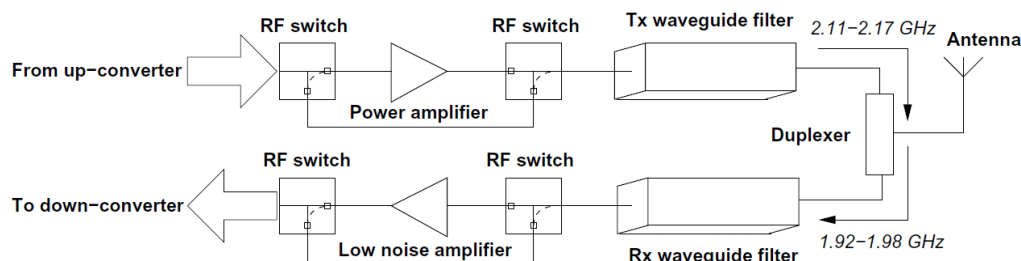 RF switch
RF switch
Tx waveguide filter
2.11−2.17 GHz
Antenna
From up−converter
Power amplifier
Duplexer
RF switch
RF switch
To down−converter
Low noise amplifier
Rx waveguide filter
1.92−1.98 GHz